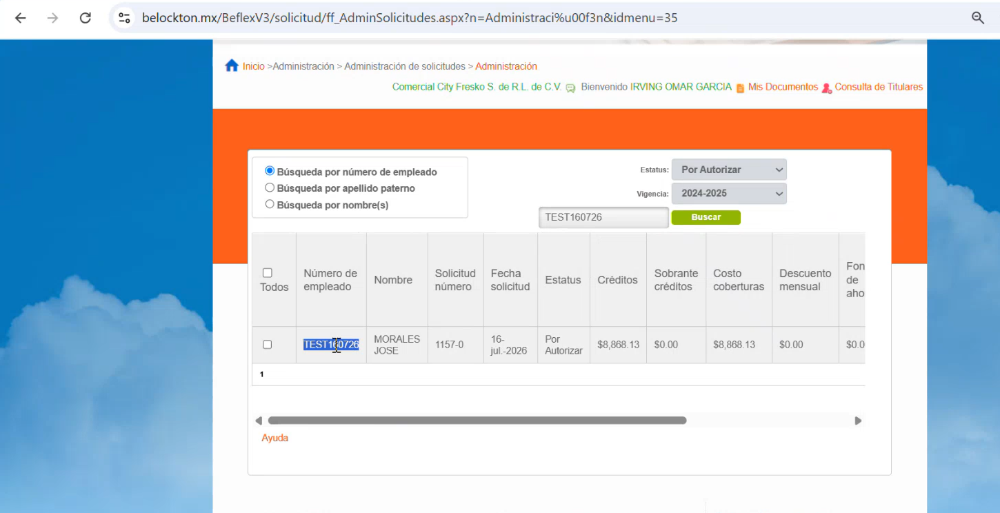 belockton.mx/BeflexV3/solicitud/ff_AdminSolicitudes.aspx?n=Administraci%u00f3n&idmenu=35
Inicio >Administración > Administración de solicitudes > Administración
Comercial City Fresko S. de R.L. de C.V. Bienvenido IRVING OMAR GARCIA Mis Documentos Consulta de Titulares
Búsqueda por número de empleado
Búsqueda por apellido paterno
Búsqueda por nombre(s)
Estatus: Por Autorizar
Vigencia: 2024-2025
TEST160726 Buscar
Todos
Número de
empleado
Nombre
Solicitud
número
Fecha
solicitud
Estatus
Créditos
Sobrante
créditos
Costo
coberturas
Descuento
mensual
Fon
de
aho
TEST160726
MORALES
JOSE
1157-0
16-
jul.-2026
Por
Autorizar
$8,868.13
$0.00
$8,868.13
$0.00
$0.0
1
Ayuda